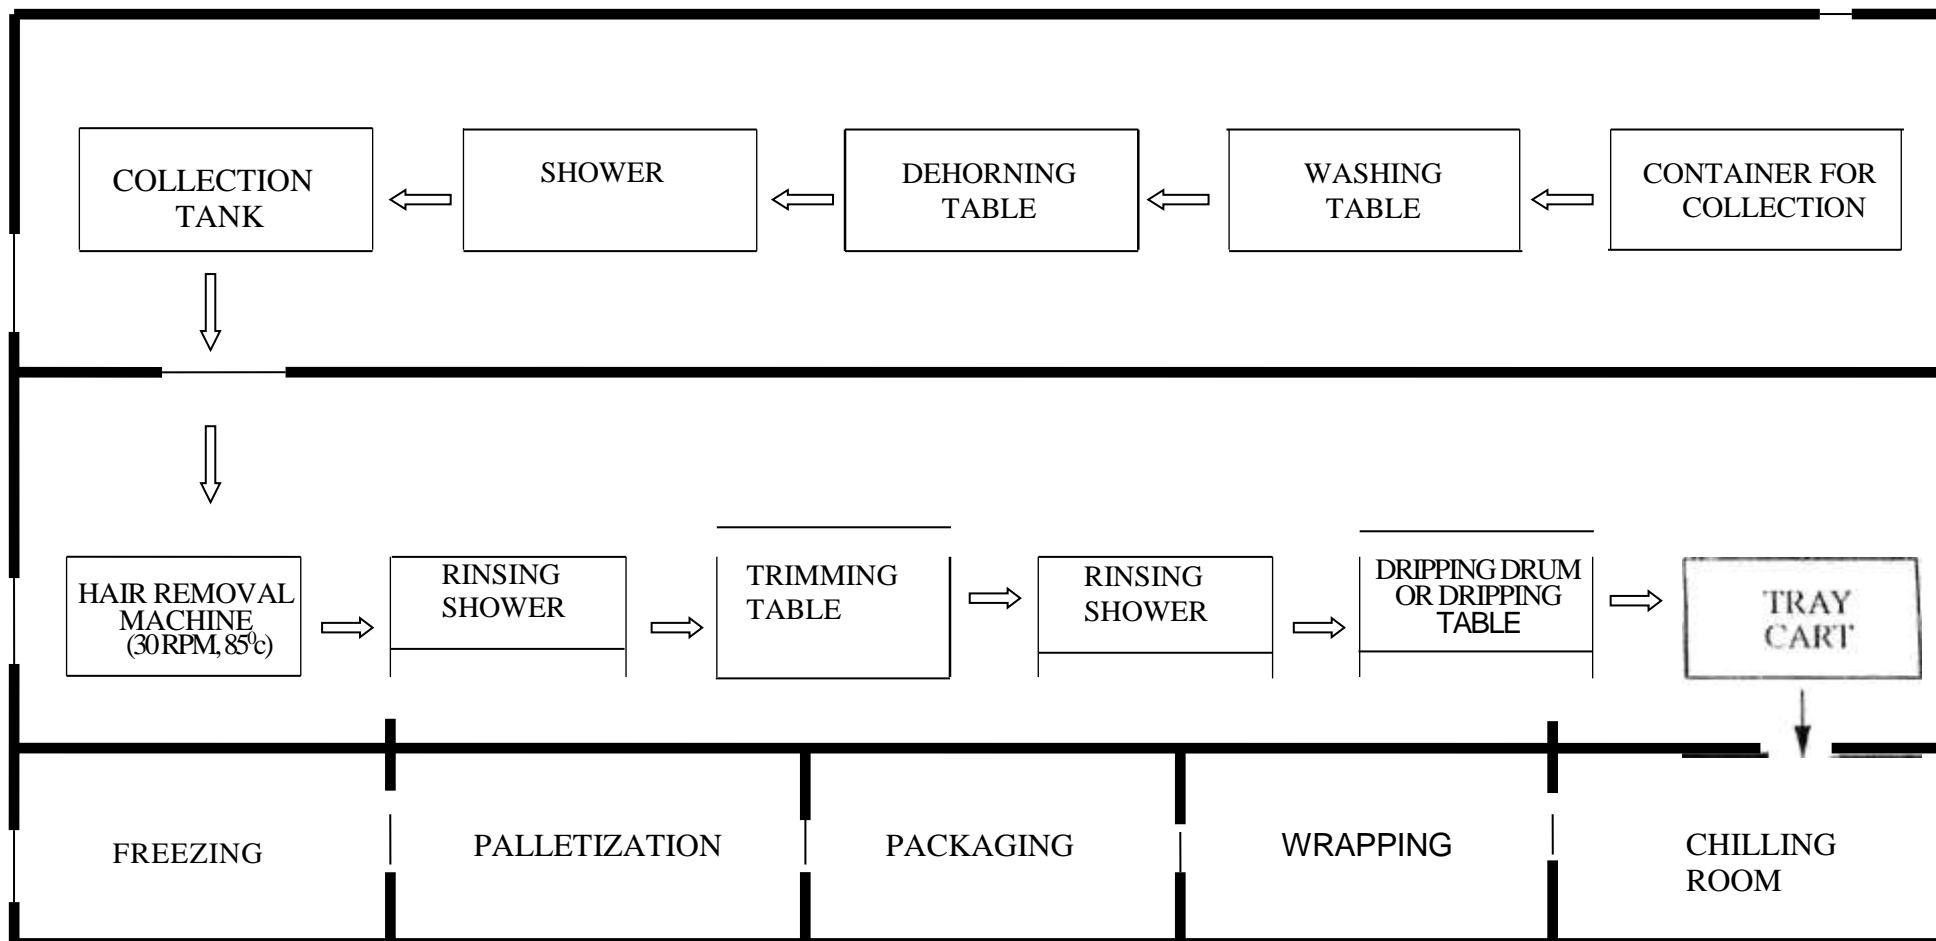 COLLECTION
TANK
SHOWER
DEHORNING
TABLE
WASHING
TABLE
CONTAINER FOR
COLLECTION
HAIR REMOVAL
MACHINE
(30 RPM, 85⁰c)
RINSING
SHOWER
TRIMMING
TABLE
RINSING
SHOWER
DRIPPING DRUM
OR DRIPPING
TABLE
TRAY
CART
FREEZING
PALLETIZATION
PACKAGING
WRAPPING
CHILLING
ROOM